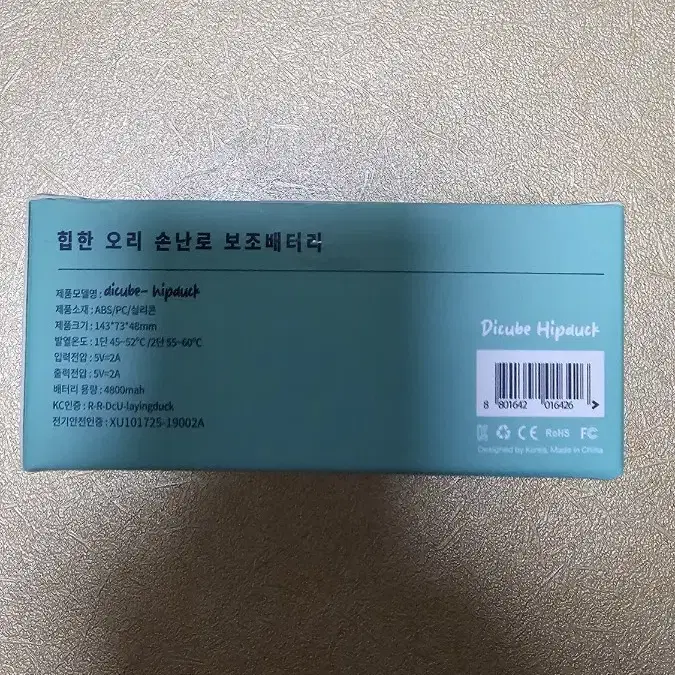 힙한 오리 손난로 보조배터리
제품모델명 : dicube- hipduck
제품소재 : ABS/PC/실리콘
제품크기 : 143*73*48mm
발열온도 : 1단 45~52℃ /2단 55~60℃
입력전압 : 5V=2A
출력전압 : 5V=2A
배터리 용량 : 4800mah
KC인증 : R-R-DcU-layingduck
전기안전인증 : XU101725-19002A
Dicube Hipduck
8 801642 016426 >
CE RoHS FC
Designed by Korea, Made in China